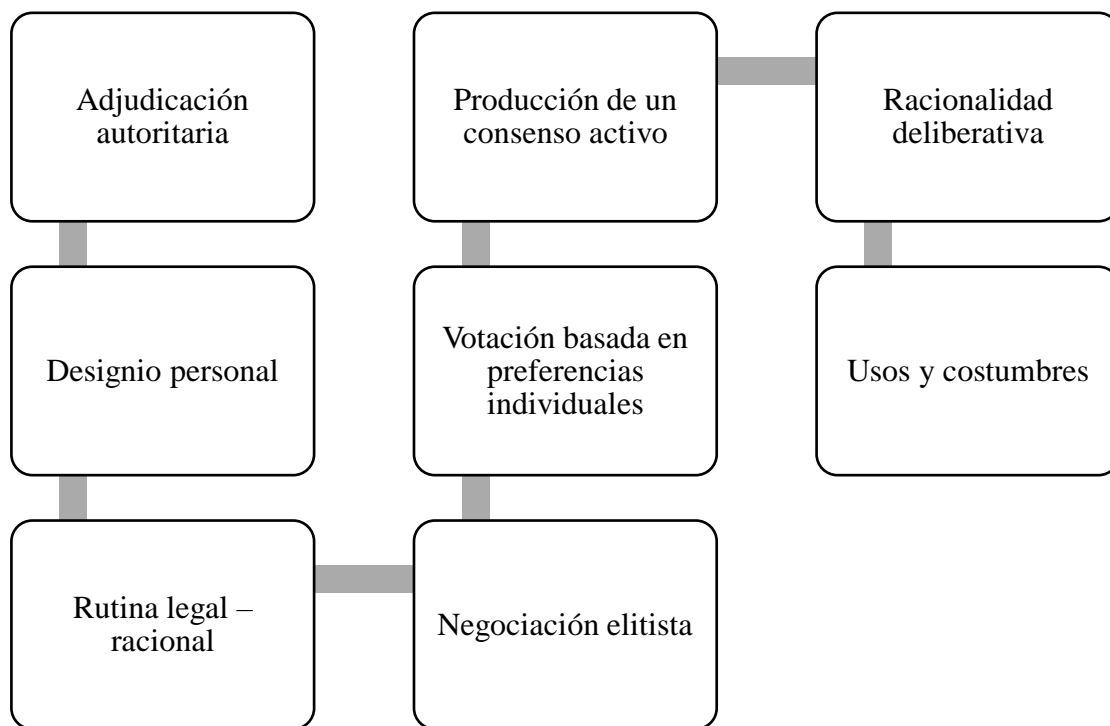 Adjudicación
autoritaria
Designio personal
Rutina legal –
racional
Negociación elitista
Votación basada en
preferencias
individuales
Producción de un
consenso activo
Racionalidad
deliberativa
Usos y costumbres